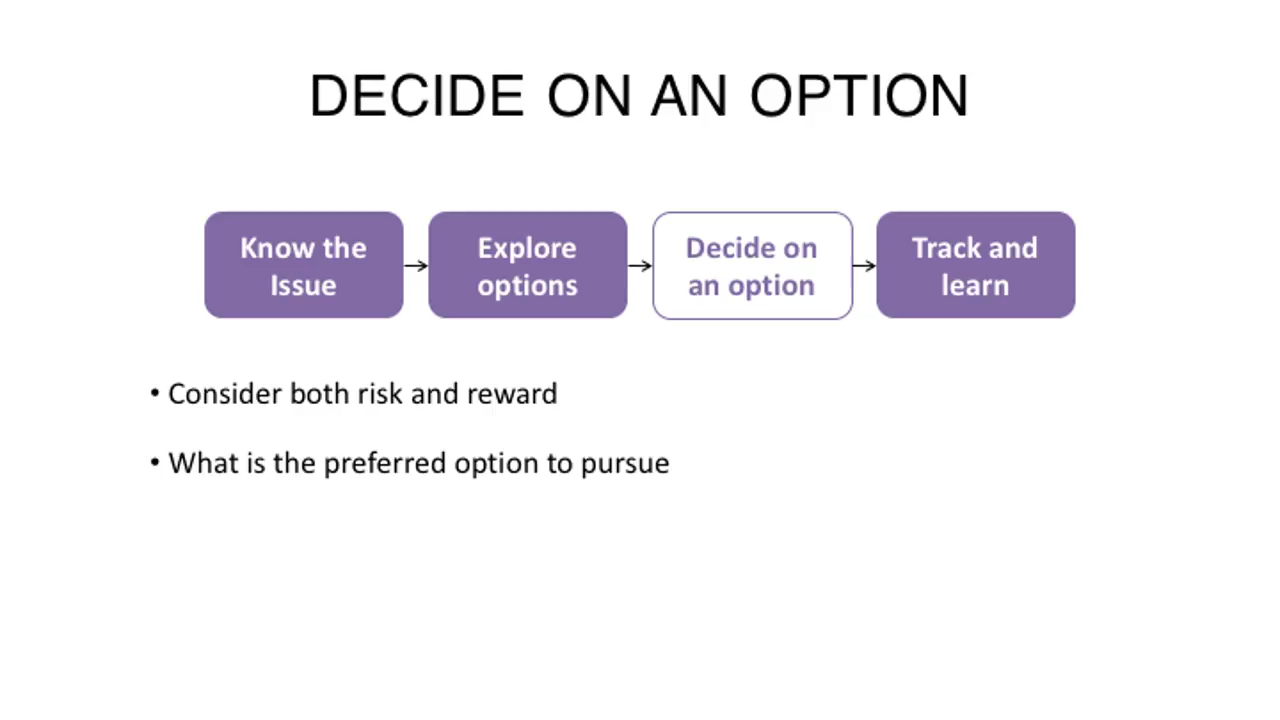 DECIDE ON AN OPTION
Know the
Issue
Explore
options
Decide on
an option
Track and
learn
• Consider both risk and reward
• What is the preferred option to pursue